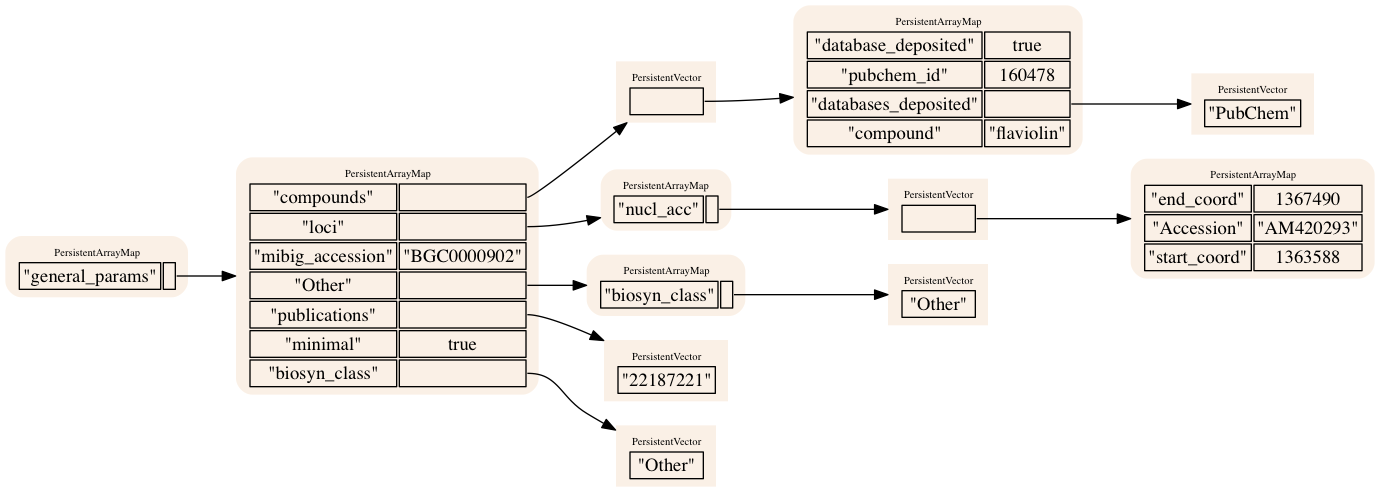 PersistentArrayMap
"general_params"
PersistentArrayMap
"compounds"
"loci"
"mibig_accession" "BGC0000902"
"Other"
"publications"
"minimal" true
"biosyn_class"
PersistentVector
PersistentArrayMap
"database_deposited" true
"pubchem_id" 160478
"databases_deposited"
"compound" "flaviolin"
PersistentVector
"PubChem"
PersistentArrayMap
"nucl_acc"
PersistentVector
PersistentArrayMap
"end_coord" 1367490
"Accession" "AM420293"
"start_coord" 1363588
PersistentArrayMap
"biosyn_class"
PersistentVector
"Other"
PersistentVector
"22187221"
PersistentVector
"Other"